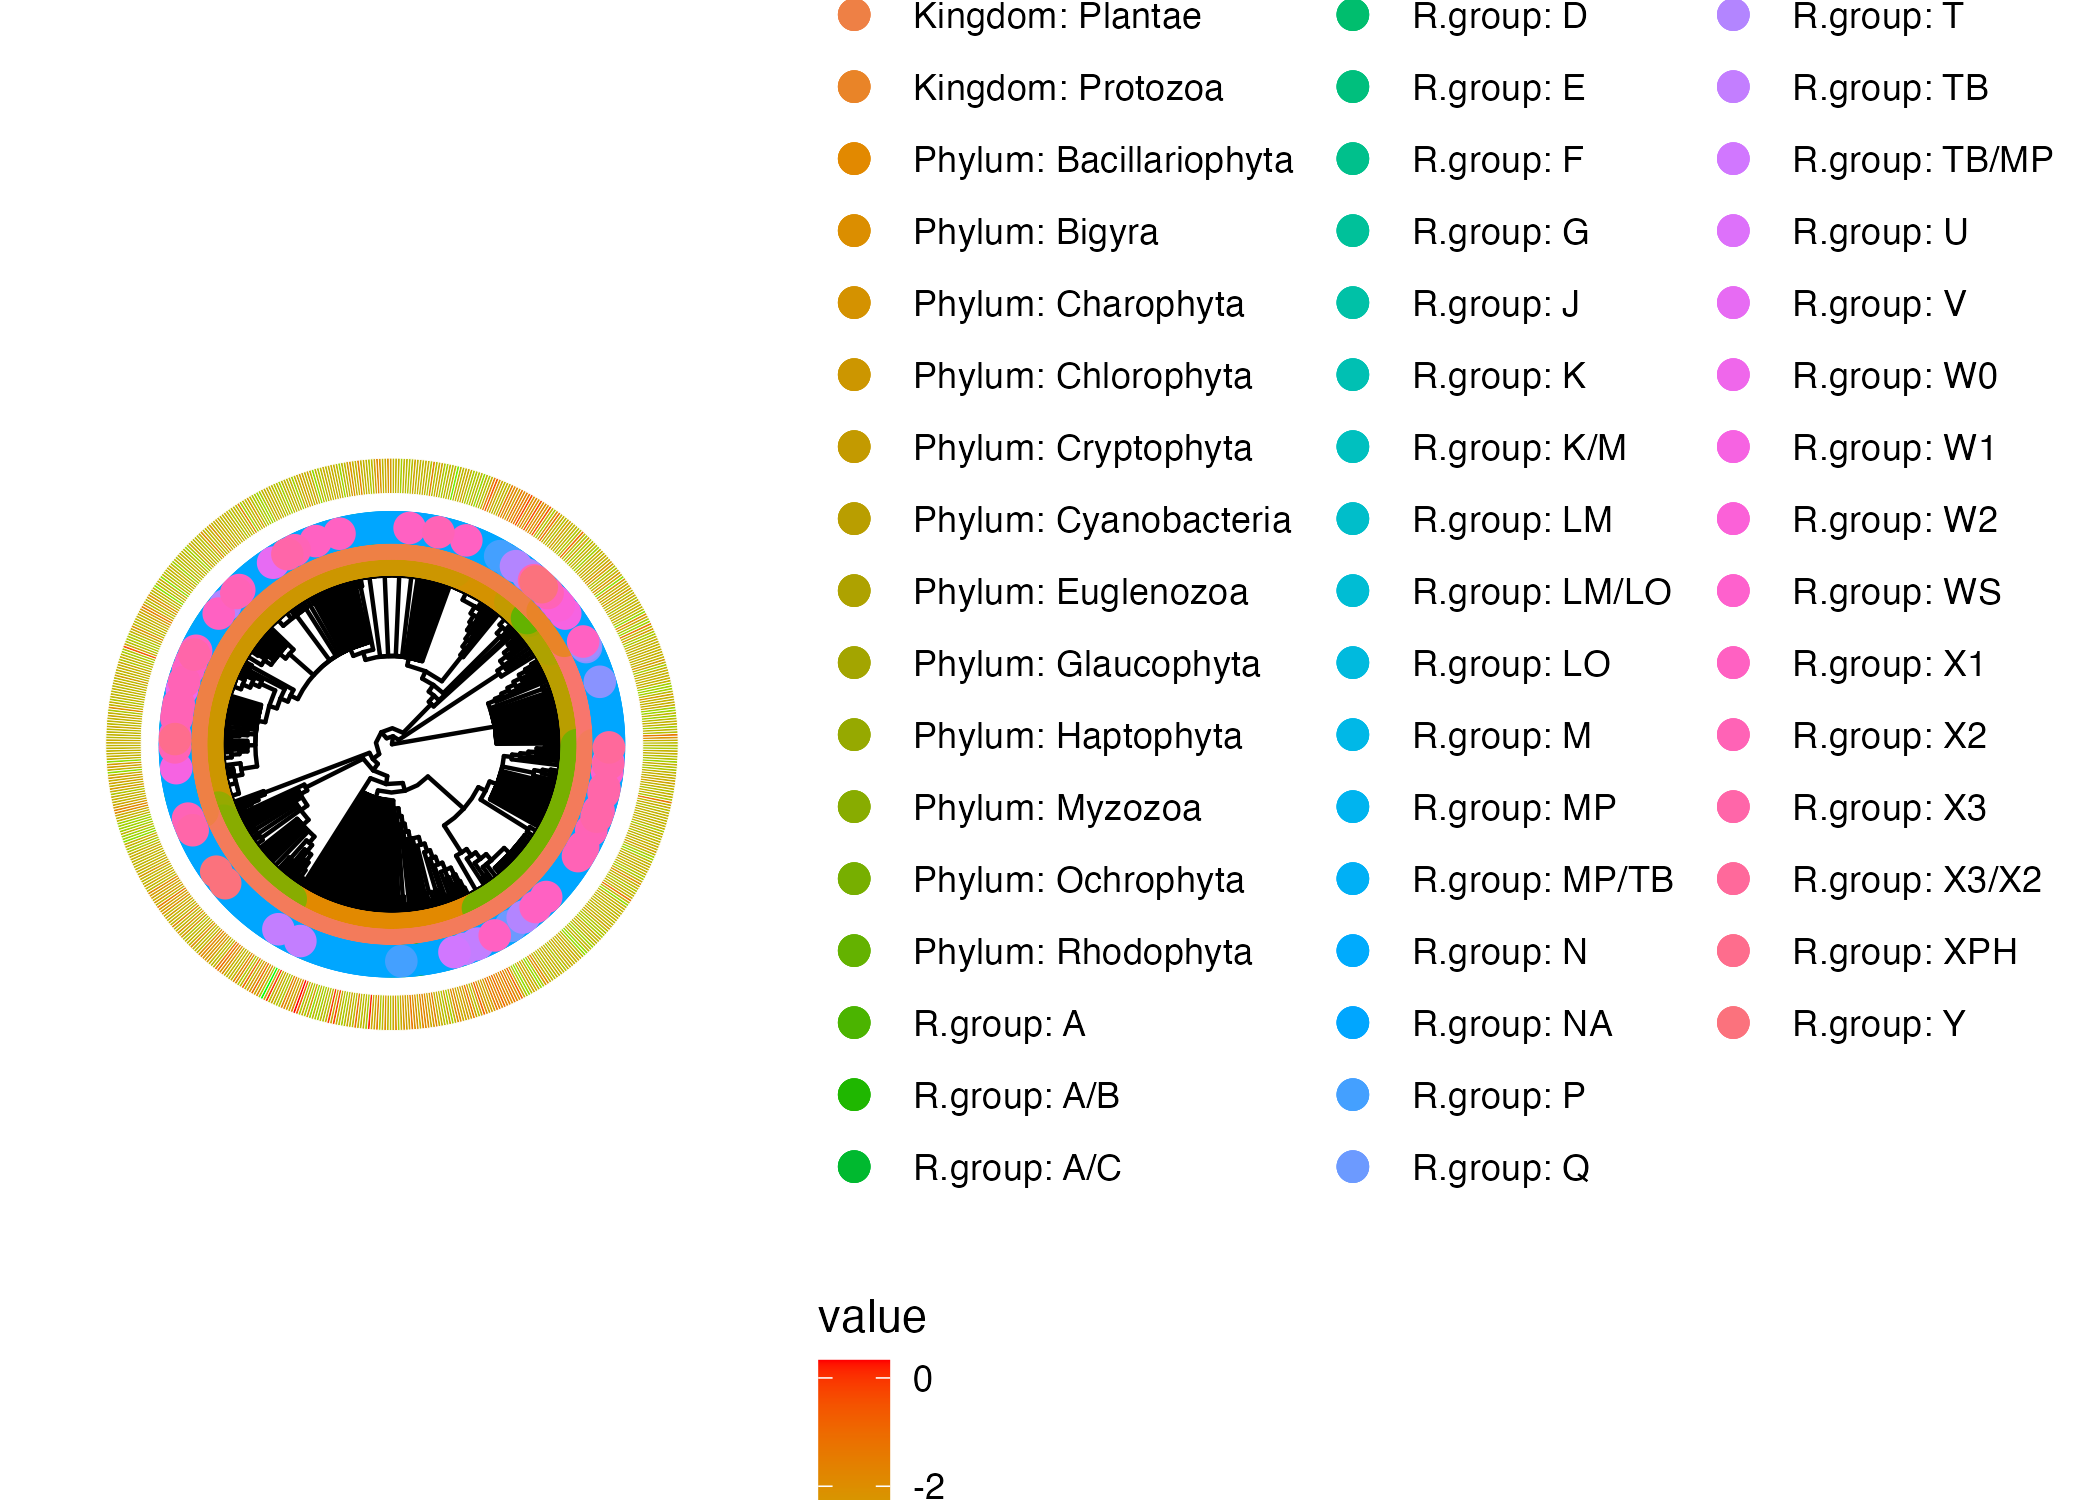 Kingdom: Plantae
Kingdom: Protozoa
Phylum: Bacillariophyta
Phylum: Bigyra
Phylum: Charophyta
Phylum: Chlorophyta
Phylum: Cryptophyta
Phylum: Cyanobacteria
Phylum: Euglenozoa
Phylum: Glaucophyta
Phylum: Haptophyta
Phylum: Myzozoa
Phylum: Ochrophyta
Phylum: Rhodophyta
R.group: A
R.group: A/B
R.group: A/C
R.group: D
R.group: E
R.group: F
R.group: G
R.group: J
R.group: K
R.group: K/M
R.group: LM
R.group: LM/LO
R.group: LO
R.group: M
R.group: MP
R.group: MP/TB
R.group: N
R.group: NA
R.group: P
R.group: Q
R.group: T
R.group: TB
R.group: TB/MP
R.group: U
R.group: V
R.group: W0
R.group: W1
R.group: W2
R.group: WS
R.group: X1
R.group: X2
R.group: X3
R.group: X3/X2
R.group: XPH
R.group: Y
value
0
-2